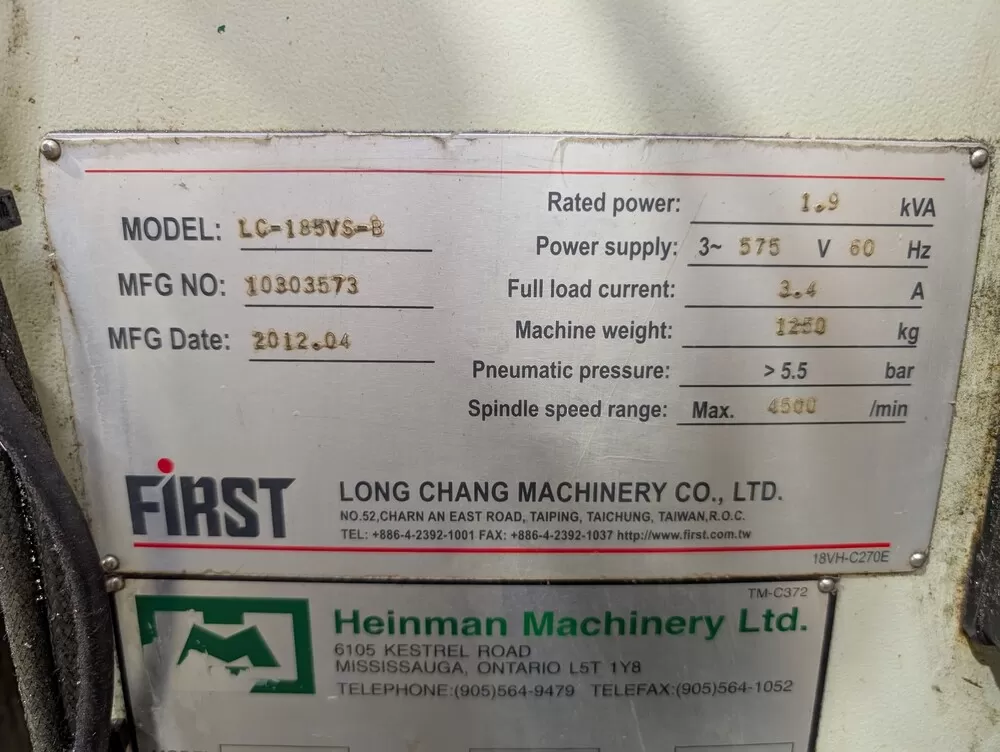 MODEL: LC-185VS-B
MFG NO: 10303573
MFG Date: 2012.04
Rated power: 1.9 kVA
Power supply: 3~ 575 V 60 Hz
Full load current: 3.4 A
Machine weight: 1250 kg
Pneumatic pressure: > 5.5 bar
Spindle speed range: Max. 4500 /min
FIRST
LONG CHANG MACHINERY CO., LTD.
NO.52,CHARN AN EAST ROAD, TAIPING, TAICHUNG, TAIWAN,R.O.C.
TEL: +886-4-2392-1001 FAX: +886-4-2392-1037 http://www.first.com.tw
18VH-C270E
TM-C372
Heinman Machinery Ltd.
6105 KESTREL ROAD
MISSISSAUGA, ONTARIO L5T 1Y8
TELEPHONE:(905)564-9479 TELEFAX:(905)564-1052